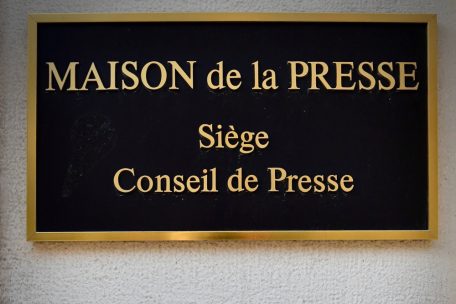 MAISON de la PRESSE
Siège
Conseil de Presse